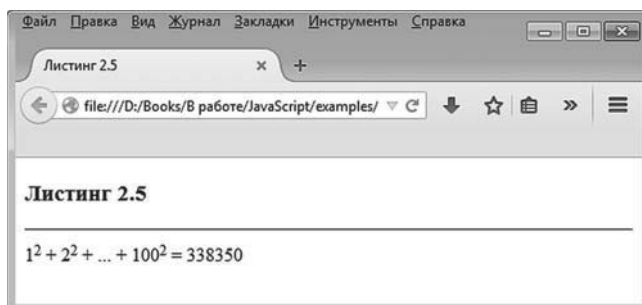 Файл Правка Вид Журнал Закладки Инструменты Справка
Листинг 2.5
file:///D:/Books/В работе/JavaScript/examples/
Листинг 2.5
1² + 2² + ... + 100² = 338350